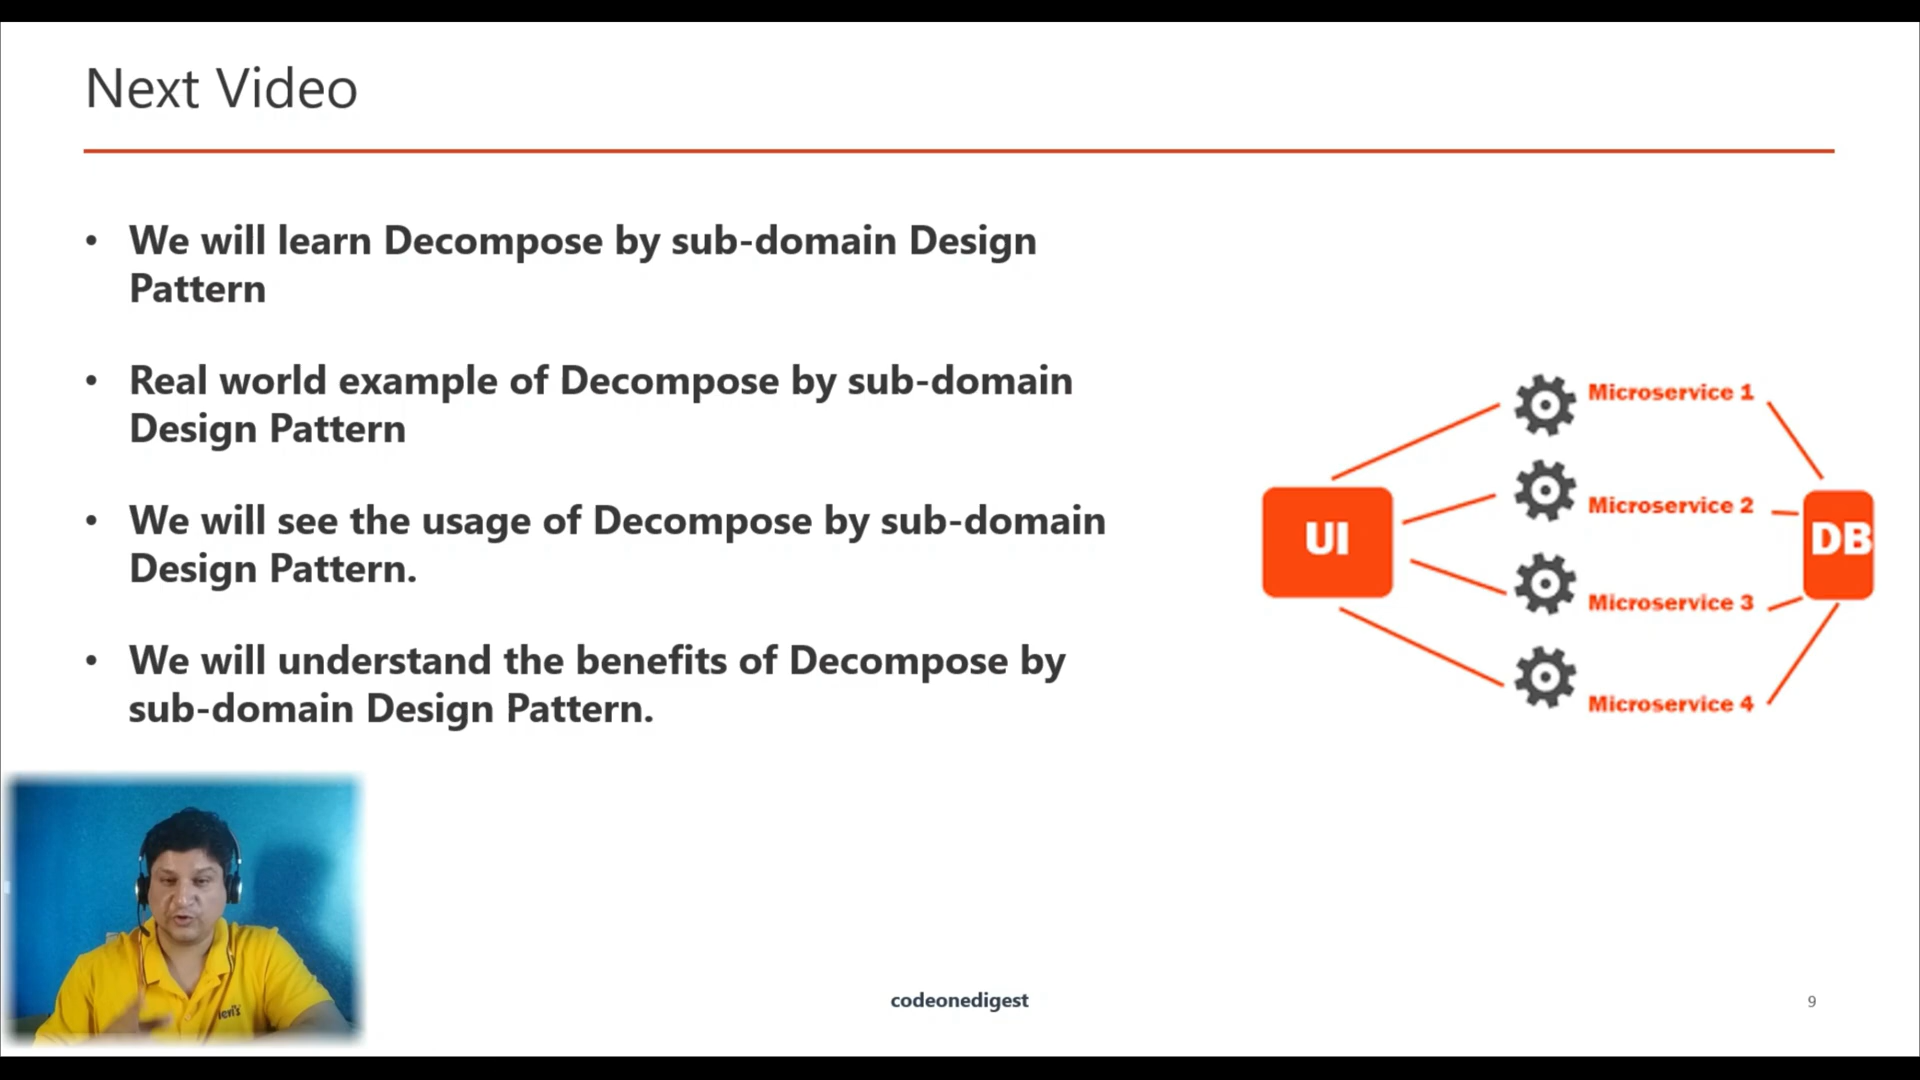 Next Video
• We will learn Decompose by sub-domain Design
Pattern
• Real world example of Decompose by sub-domain
Design Pattern
• We will see the usage of Decompose by sub-domain
Design Pattern.
• We will understand the benefits of Decompose by
sub-domain Design Pattern.
Microservice 1
Microservice 2
UI
DB
Microservice 3
Microservice 4
levi's
codeonedigest
9